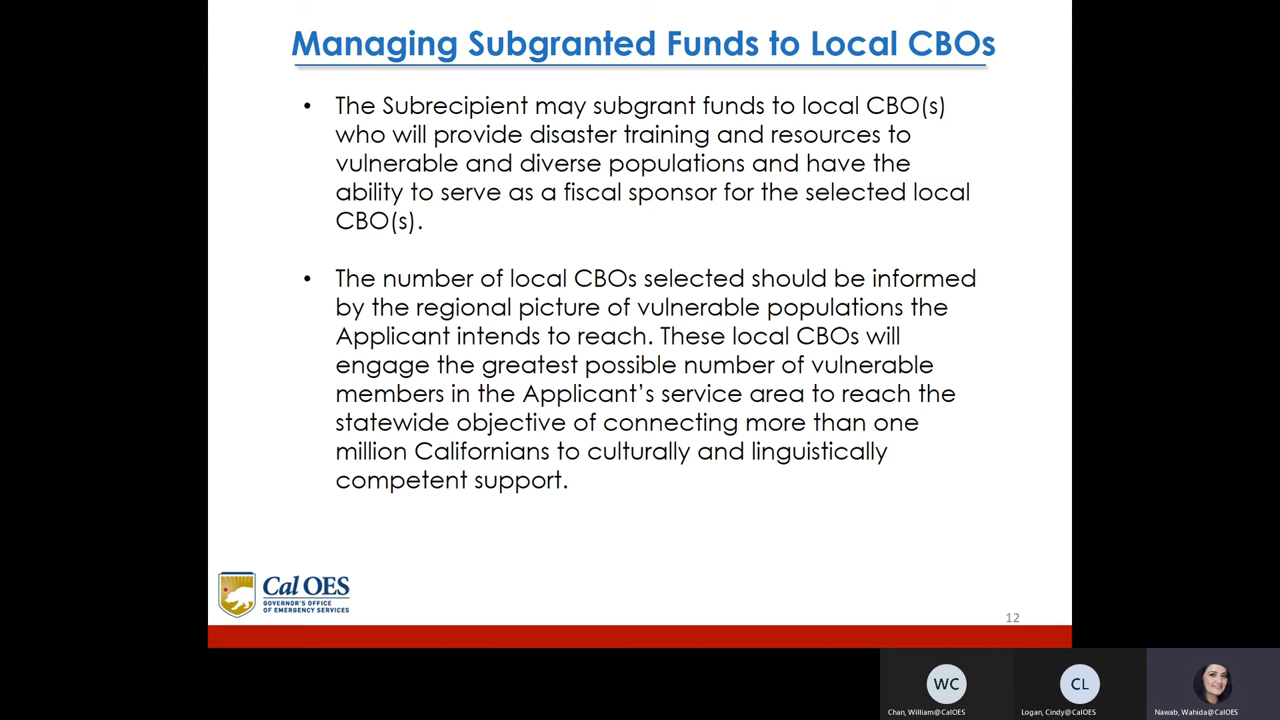 Managing Subgranted Funds to Local CBOs
• The Subrecipient may subgrant funds to local CBO(s)
who will provide disaster training and resources to
vulnerable and diverse populations and have the
ability to serve as a fiscal sponsor for the selected local
CBO(s).
• The number of local CBOs selected should be informed
by the regional picture of vulnerable populations the
Applicant intends to reach. These local CBOs will
engage the greatest possible number of vulnerable
members in the Applicant’s service area to reach the
statewide objective of connecting more than one
million Californians to culturally and linguistically
competent support.
Cal OES
GOVERNOR'S OFFICE
OF EMERGENCY SERVICES
12
WC
CL
Chan, William@CalOES
Logan, Cindy@CalOES
Nawab, Wahida@CalOES